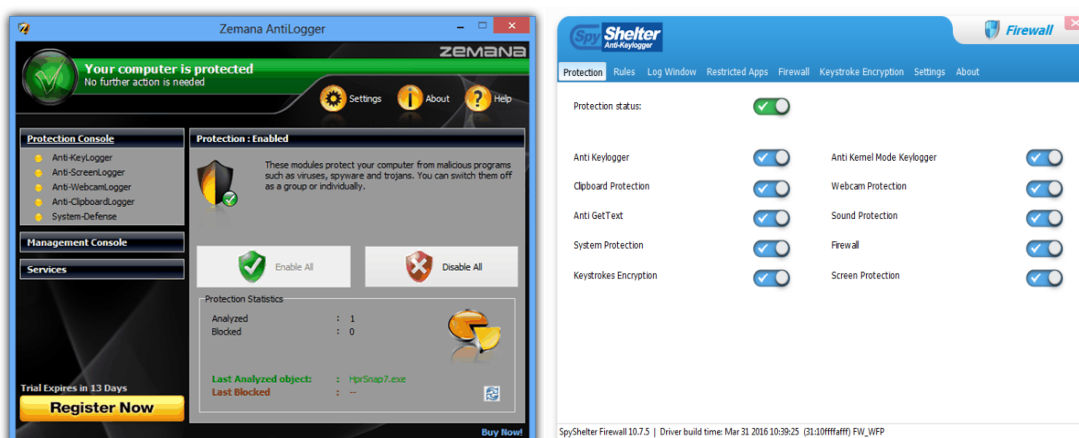 Zemana AntiLogger
ZEMANA
Your computer is protected
No further action is needed
Settings
About
Help
Protection Console
Anti-KeyLogger
Anti-ScreenLogger
Anti-WebcamLogger
Anti-ClipboardLogger
System-Defense
Management Console
Services
Trial Expires in 13 Days
Register Now
Protection : Enabled
These modules protect your computer from malicious programs
such as viruses, spyware and trojans. You can switch them off
as a group or individually.
Enable All
Disable All
Protection Statistics
Analyzed : 1
Blocked : 0
Last Analyzed object: : HprSnap7.exe
Last Blocked : --
Buy Now!
Spy Shelter
Anti-Keylogger
Firewall
Protection Rules Log Window Restricted Apps Firewall Keystroke Encryption Settings About
Protection status:
Anti Keylogger
Anti Kernel Mode Keylogger
Clipboard Protection
Webcam Protection
Anti GetText
Sound Protection
System Protection
Firewall
Keystrokes Encryption
Screen Protection
SpyShelter Firewall 10.7.5 | Driver build time: Mar 31 2016 10:39:25 (31:10ffffafff) FW_WFP